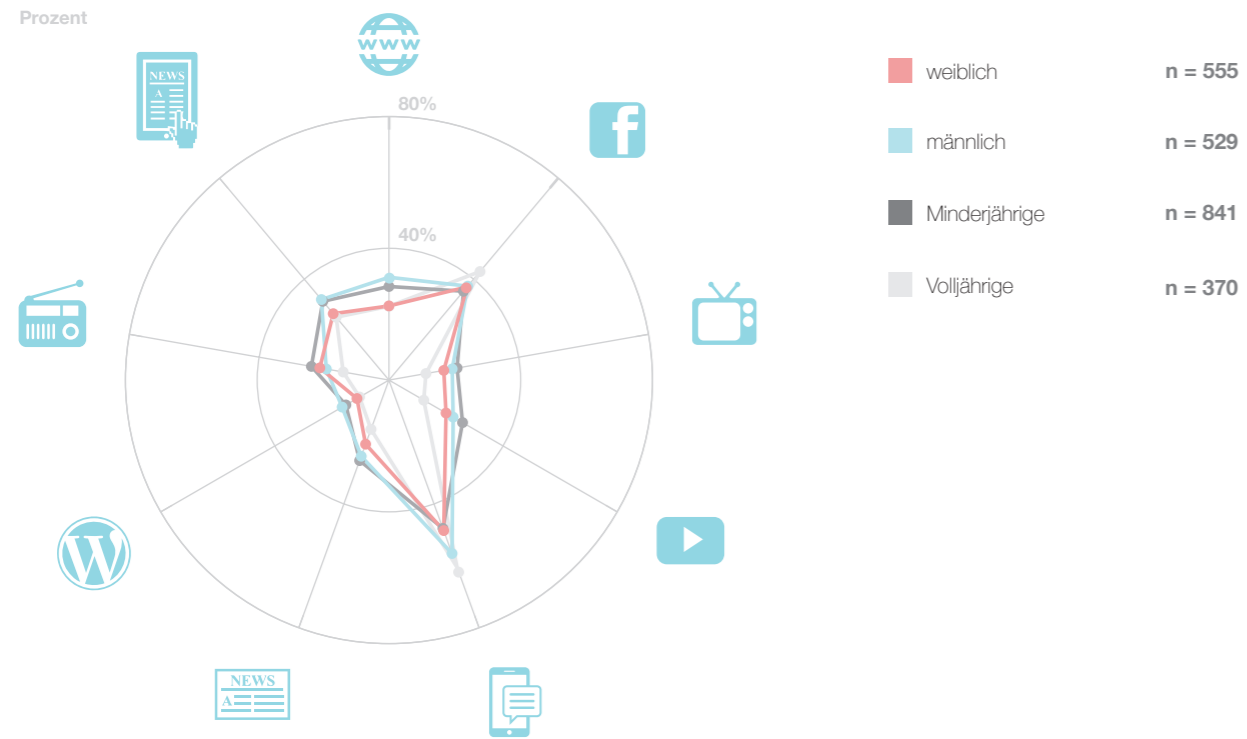 Prozent
www
NEWS
A
f
80%
40%
W
NEWS
A
weiblich n = 555
männlich n = 529
Minderjährige n = 841
Volljährige n = 370